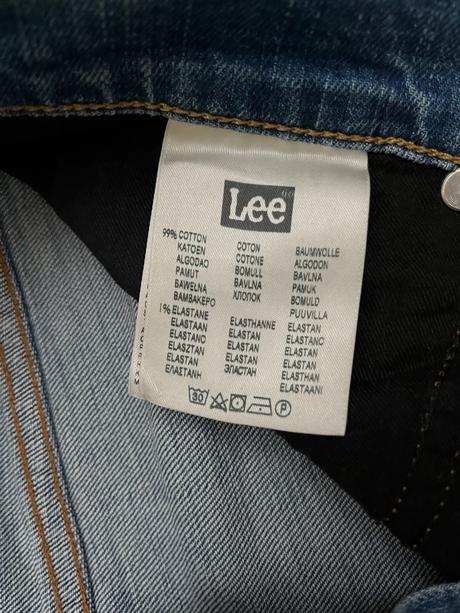 Lee
99% COTTON COTON BAUMWOLLE
KATOEN COTONE ALGODON
ALGODAO BOMULL BAVLNA
PAMUT BAVLNA PAMUK
BAWEŁNA ХЛОПОК BOMULD
ΒΑΜΒΑΚΕΡΟ PUUVILLA
1% ELASTANE ELASTHANNE ELASTAN
ELASTAAN ELASTAN ELASTANO
ELASTANO ELASTAN ELASTAN
ELASZTAN ELASTAN ELASTAN
ELASTAN ЭЛАСТАН ELASTHAN
ΕΛΑΣΤΑΝΗ ELASTAANI
30 P